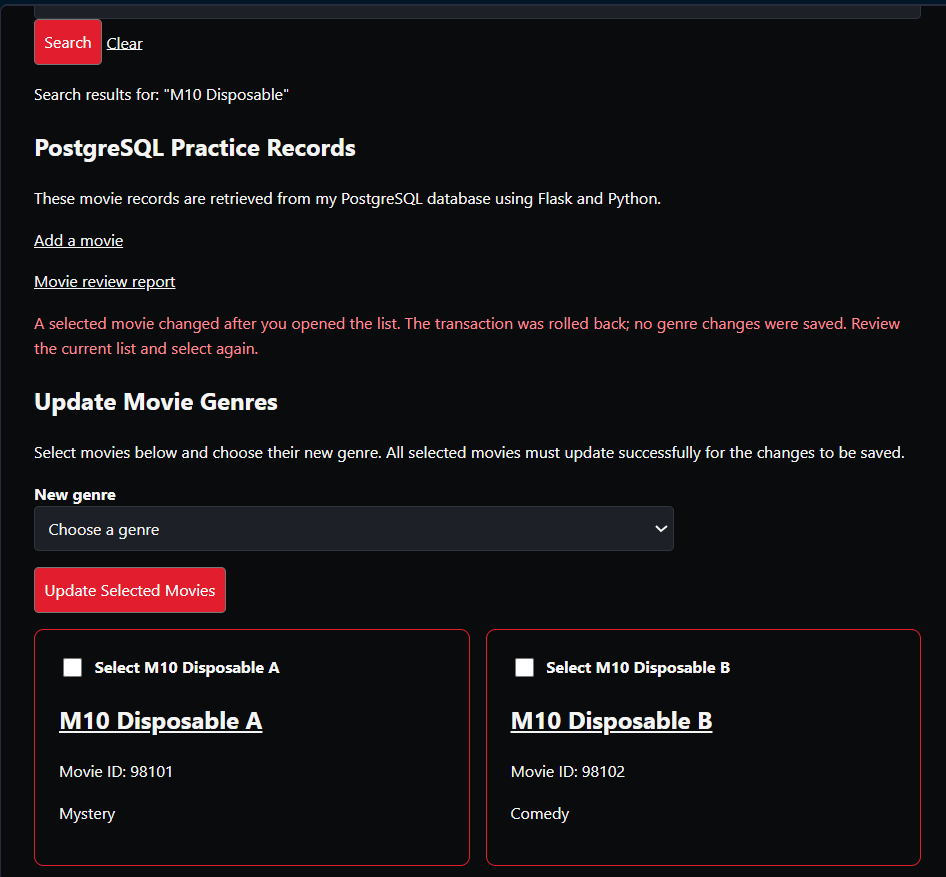 Search Clear
Search results for: "M10 Disposable"
PostgreSQL Practice Records
These movie records are retrieved from my PostgreSQL database using Flask and Python.
Add a movie
Movie review report
A selected movie changed after you opened the list. The transaction was rolled back; no genre changes were saved. Review
the current list and select again.
Update Movie Genres
Select movies below and choose their new genre. All selected movies must update successfully for the changes to be saved.
New genre
Choose a genre
Update Selected Movies
Select M10 Disposable A
M10 Disposable A
Movie ID: 98101
Mystery
Select M10 Disposable B
M10 Disposable B
Movie ID: 98102
Comedy